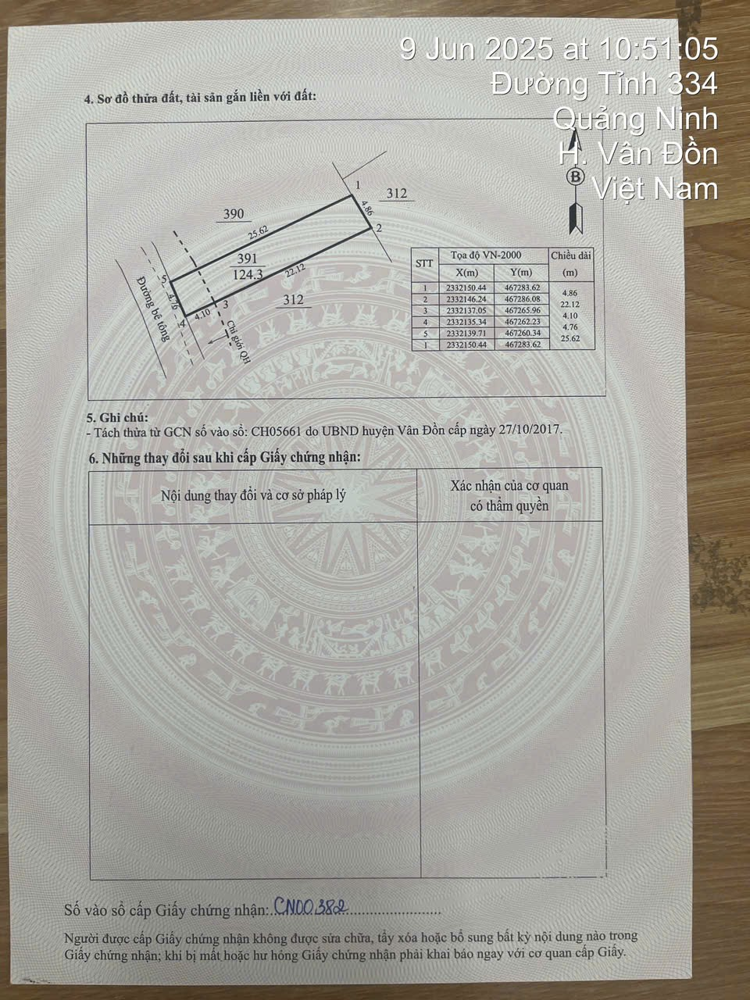 9 Jun 2025 at 10:51:05
Đường Tỉnh 334
Quảng Ninh
H. Vân Đồn
Việt Nam
4. Sơ đồ thửa đất, tài sản gắn liền với đất:
B
1
312
4.86
2
390
25.62
391
124.3
22.12
312
5
4.76
4
4.10
3
Đường bê tông
Chỉ giới QH
STT Tọa độ VN-2000 Chiều dài
X(m) Y(m) (m)
1 2332150.44 467283.62
4.86
2 2332146.24 467286.08
22.12
3 2332137.05 467265.96
4.10
4 2332135.34 467262.23
4.76
5 2332139.71 467260.34
25.62
1 2332150.44 467283.62
5. Ghi chú:
- Tách thửa từ GCN số vào sổ: CH05661 do UBND huyện Vân Đồn cấp ngày 27/10/2017.
6. Những thay đổi sau khi cấp Giấy chứng nhận:
Nội dung thay đổi và cơ sở pháp lý
Xác nhận của cơ quan
có thẩm quyền
Số vào sổ cấp Giấy chứng nhận: CN00382
Người được cấp Giấy chứng nhận không được sửa chữa, tẩy xóa hoặc bổ sung bất kỳ nội dung nào trong
Giấy chứng nhận; khi bị mất hoặc hư hỏng Giấy chứng nhận phải khai báo ngay với cơ quan cấp Giấy.